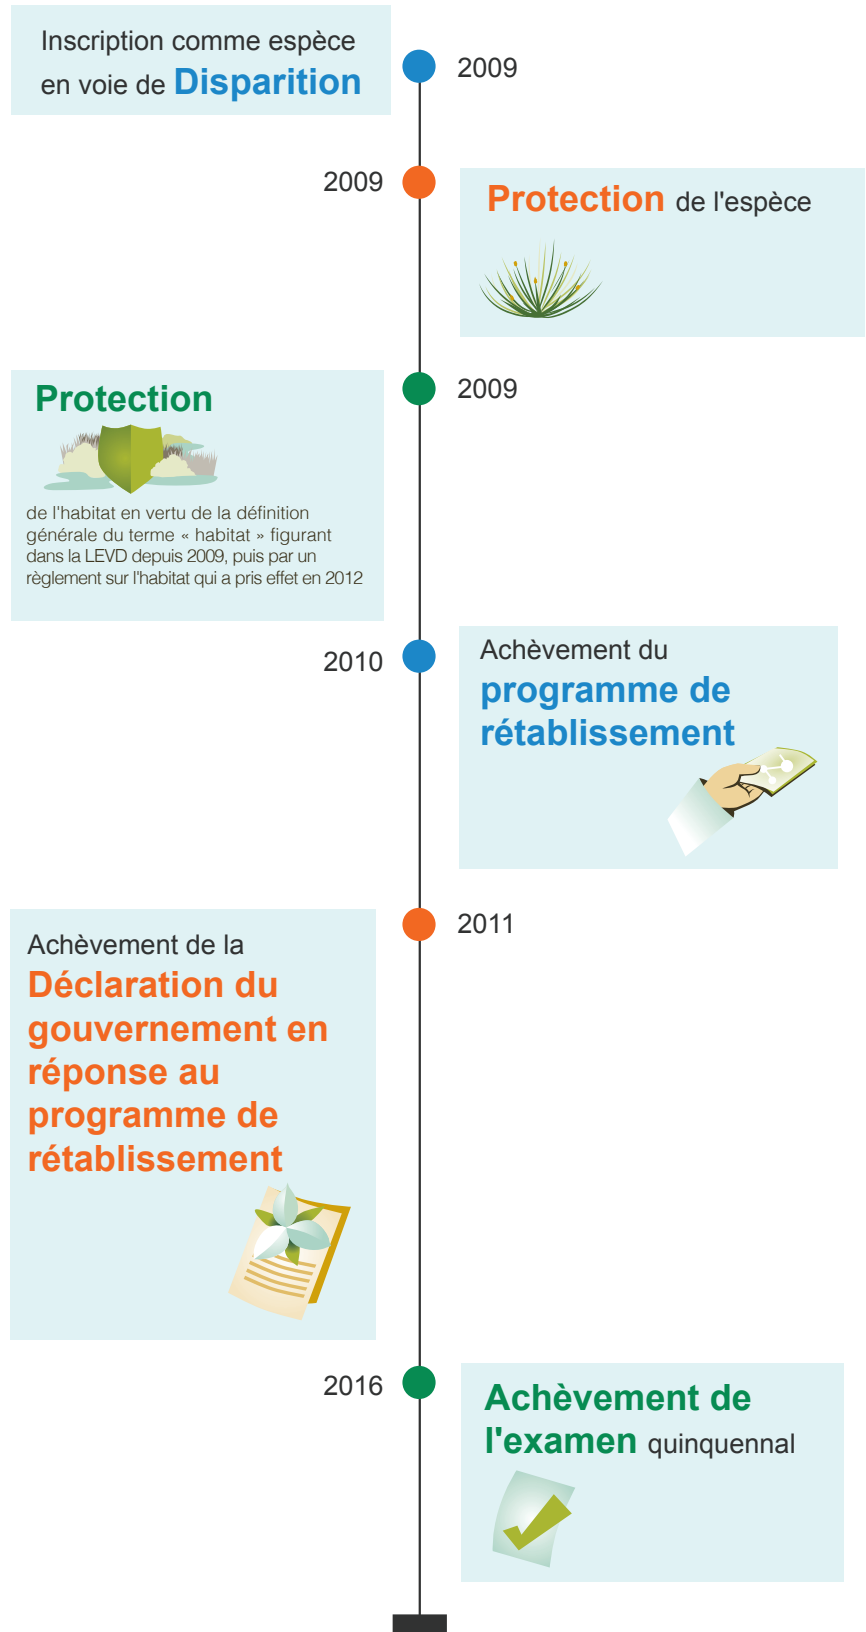 Inscription comme espèce
en voie de Disparition
2009
2009
Protection de l'espèce
Protection
de l'habitat en vertu de la définition
générale du terme « habitat » figurant
dans la LEVD depuis 2009, puis par un
règlement sur l'habitat qui a pris effet en 2012
2009
2010
Achèvement du
programme de
rétablissement
Achèvement de la
Déclaration du
gouvernement en
réponse au
programme de
rétablissement
2011
2016
Achèvement de
l'examen quinquennal